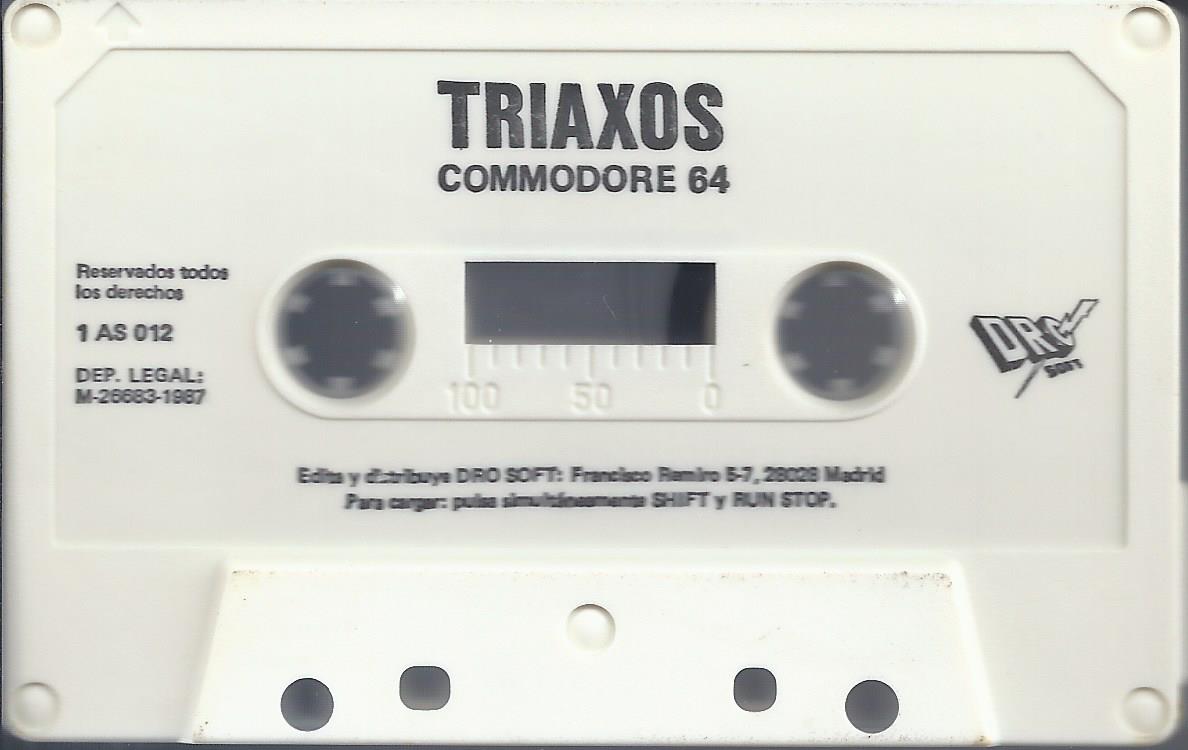 TRIAXOS
COMMODORE 64
Reservados todos
los derechos
1 AS 012
DEP. LEGAL:
M-26683-1987
100 50 0
DRO
SOFT
Edita y distribuye DRO SOFT: Francisco Remiro 5-7, 28028 Madrid
Para cargar: pulse simultáneamente SHIFT y RUN STOP.